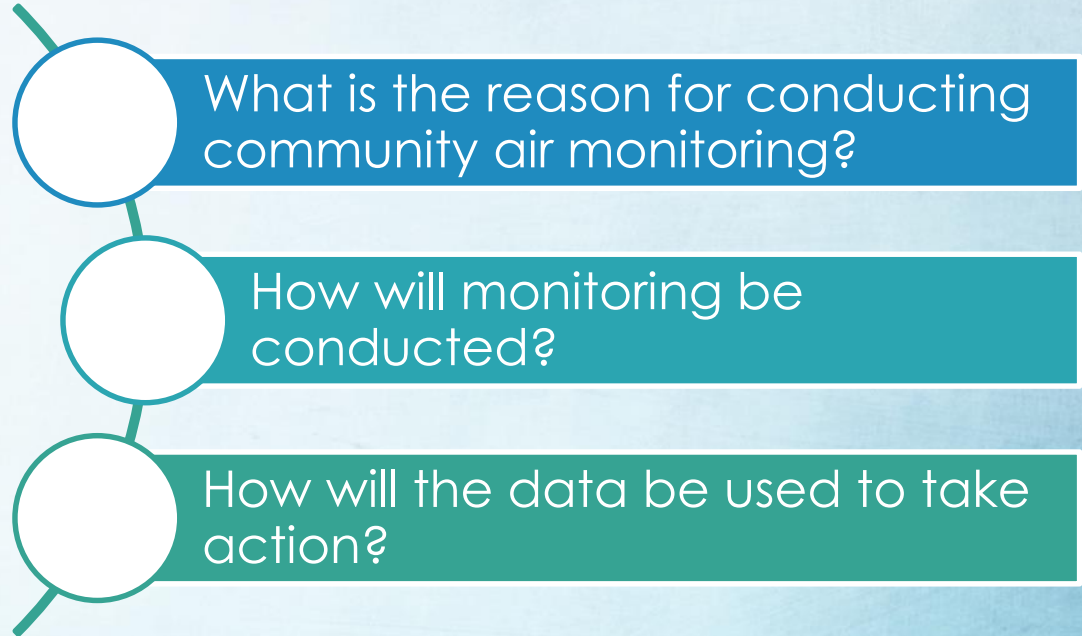 What is the reason for conducting
community air monitoring?
How will monitoring be
conducted?
How will the data be used to take
action?